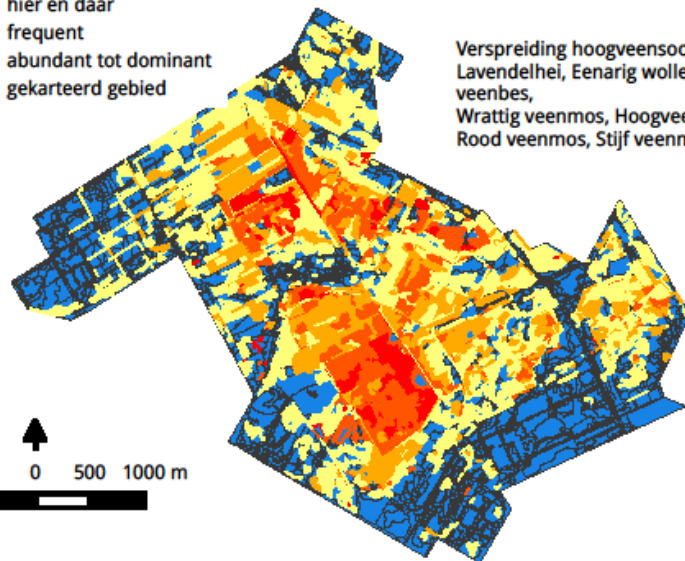 hier en daar
frequent
abundant tot dominant
gekarteerd gebied
Verspreiding hoogveensoo
Lavendelhei, Eenarig wolle
veenbes,
Wrattig veenmos, Hoogvee
Rood veenmos, Stijf veenn
0 500 1000 m